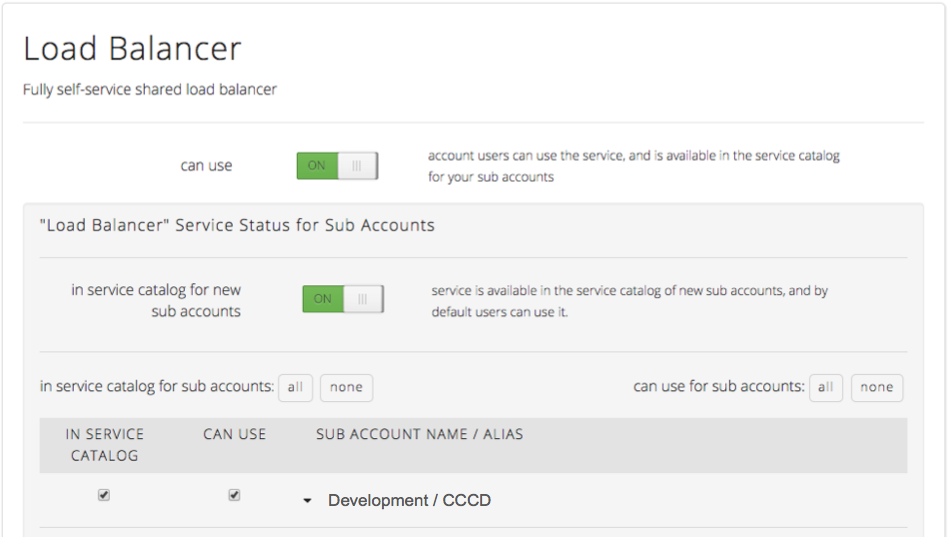 Load Balancer
Fully self-service shared load balancer
can use
ON
account users can use the service, and is available in the service catalog
for your sub accounts
"Load Balancer" Service Status for Sub Accounts
in service catalog for new
sub accounts
ON
service is available in the service catalog of new sub accounts, and by
default users can use it.
in service catalog for sub accounts: all none
can use for sub accounts: all none
IN SERVICE
CATALOG
CAN USE
SUB ACCOUNT NAME / ALIAS
Development / CCCD